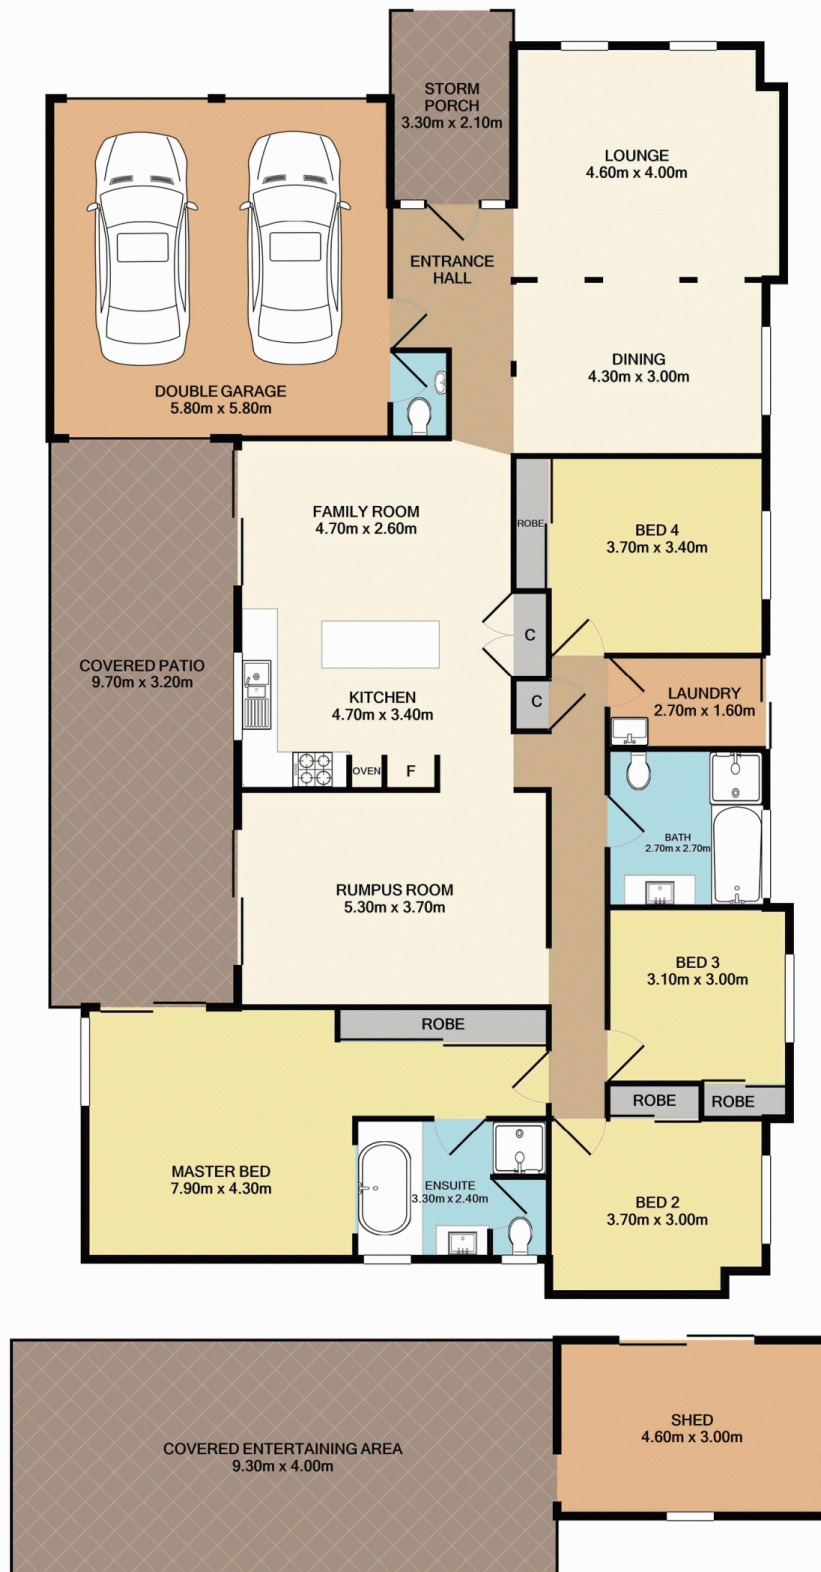 STORM
PORCH
3.30m x 2.10m
LOUNGE
4.60m x 4.00m
ENTRANCE
HALL
DOUBLE GARAGE
5.80m x 5.80m
DINING
4.30m x 3.00m
FAMILY ROOM
4.70m x 2.60m
ROBE
BED 4
3.70m x 3.40m
C
COVERED PATIO
9.70m x 3.20m
KITCHEN
4.70m x 3.40m
C
LAUNDRY
2.70m x 1.60m
OVEN
F
BATH
2.70m x 2.70m
RUMPUS ROOM
5.30m x 3.70m
BED 3
3.10m x 3.00m
ROBE
ROBE
ROBE
MASTER BED
7.90m x 4.30m
ENSUITE
3.30m x 2.40m
BED 2
3.70m x 3.00m
SHED
4.60m x 3.00m
COVERED ENTERTAINING AREA
9.30m x 4.00m